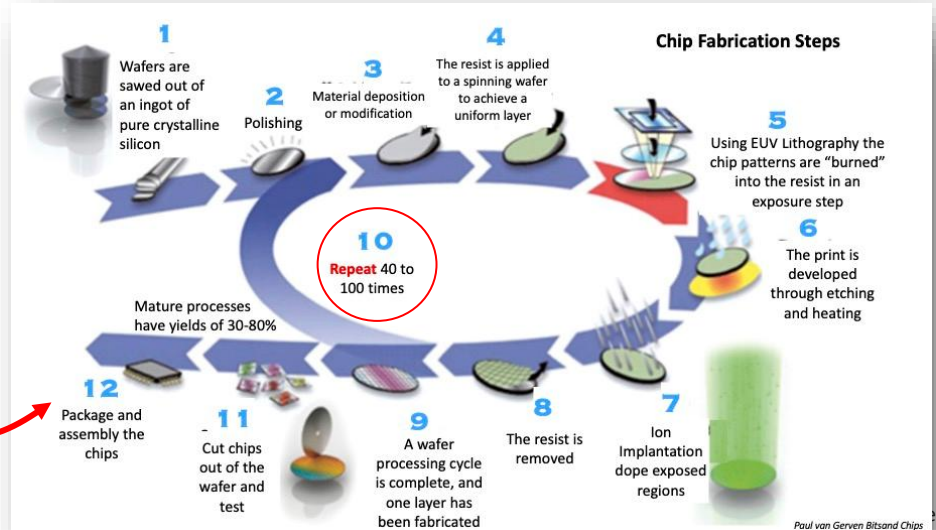 Chip Fabrication Steps
1
Wafers are
sawed out of
an ingot of
pure crystalline
silicon
2
Polishing
3
Material deposition
or modification
4
The resist is applied
to a spinning wafer
to achieve a
uniform layer
5
Using EUV Lithography the
chip patterns are “burned”
into the resist in an
exposure step
6
The print is
developed
through etching
and heating
7
Ion
Implantation
dope exposed
regions
8
The resist is
removed
9
A wafer
processing cycle
is complete, and
one layer has
been fabricated
10
Repeat 40 to
100 times
Mature processes
have yields of 30-80%
11
Cut chips
out of the
wafer and
test
12
Package and
assembly the
chips
Paul van Gerven Bitsand Chips